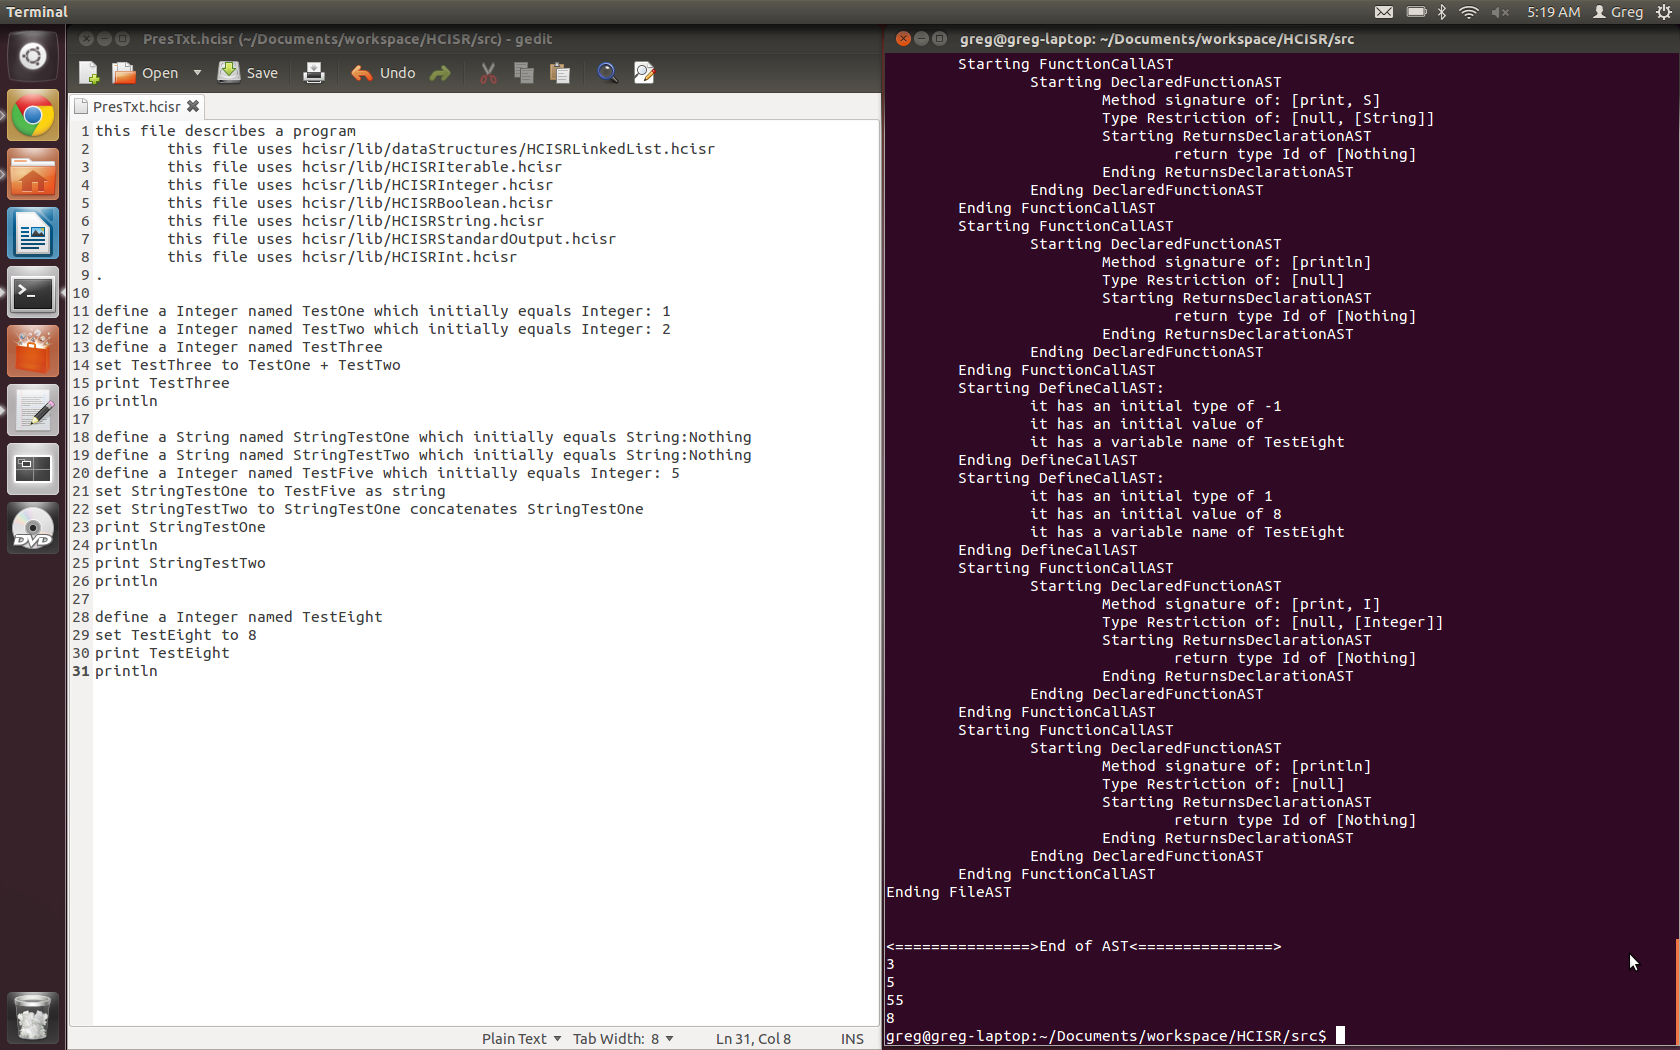 Terminal
5:19 AM Greg
PresTxt.hcisr (~/Documents/workspace/HCISR/src) - gedit
Open Save Undo
PresTxt.hcisr
1 this file describes a program
2 this file uses hcisr/lib/dataStructures/HCISRLinkedList.hcisr
3 this file uses hcisr/lib/HCISRIterable.hcisr
4 this file uses hcisr/lib/HCISRInteger.hcisr
5 this file uses hcisr/lib/HCISRBoolean.hcisr
6 this file uses hcisr/lib/HCISRString.hcisr
7 this file uses hcisr/lib/HCISRStandardOutput.hcisr
8 this file uses hcisr/lib/HCISRInt.hcisr
9 .
10
11 define a Integer named TestOne which initially equals Integer: 1
12 define a Integer named TestTwo which initially equals Integer: 2
13 define a Integer named TestThree
14 set TestThree to TestOne + TestTwo
15 print TestThree
16 println
17
18 define a String named StringTestOne which initially equals String:Nothing
19 define a String named StringTestTwo which initially equals String:Nothing
20 define a Integer named TestFive which initially equals Integer: 5
21 set StringTestOne to TestFive as string
22 set StringTestTwo to StringTestOne concatenates StringTestOne
23 print StringTestOne
24 println
25 print StringTestTwo
26 println
27
28 define a Integer named TestEight
29 set TestEight to 8
30 print TestEight
31 println
Plain Text Tab Width: 8 Ln 31, Col 8 INS
DVD
greg@greg-laptop: ~/Documents/workspace/HCISR/src
Starting FunctionCallAST
Starting DeclaredFunctionAST
Method signature of: [print, S]
Type Restriction of: [null, [String]]
Starting ReturnsDeclarationAST
return type Id of [Nothing]
Ending ReturnsDeclarationAST
Ending DeclaredFunctionAST
Ending FunctionCallAST
Starting FunctionCallAST
Starting DeclaredFunctionAST
Method signature of: [println]
Type Restriction of: [null]
Starting ReturnsDeclarationAST
return type Id of [Nothing]
Ending ReturnsDeclarationAST
Ending DeclaredFunctionAST
Ending FunctionCallAST
Starting DefineCallAST:
it has an initial type of -1
it has an initial value of
it has a variable name of TestEight
Ending DefineCallAST
Starting DefineCallAST:
it has an initial type of 1
it has an initial value of 8
it has a variable name of TestEight
Ending DefineCallAST
Starting FunctionCallAST
Starting DeclaredFunctionAST
Method signature of: [print, I]
Type Restriction of: [null, [Integer]]
Starting ReturnsDeclarationAST
return type Id of [Nothing]
Ending ReturnsDeclarationAST
Ending DeclaredFunctionAST
Ending FunctionCallAST
Starting FunctionCallAST
Starting DeclaredFunctionAST
Method signature of: [println]
Type Restriction of: [null]
Starting ReturnsDeclarationAST
return type Id of [Nothing]
Ending ReturnsDeclarationAST
Ending DeclaredFunctionAST
Ending FunctionCallAST
Ending FileAST
<===============>End of AST<===============>
3
5
55
8
greg@greg-laptop:~/Documents/workspace/HCISR/src$